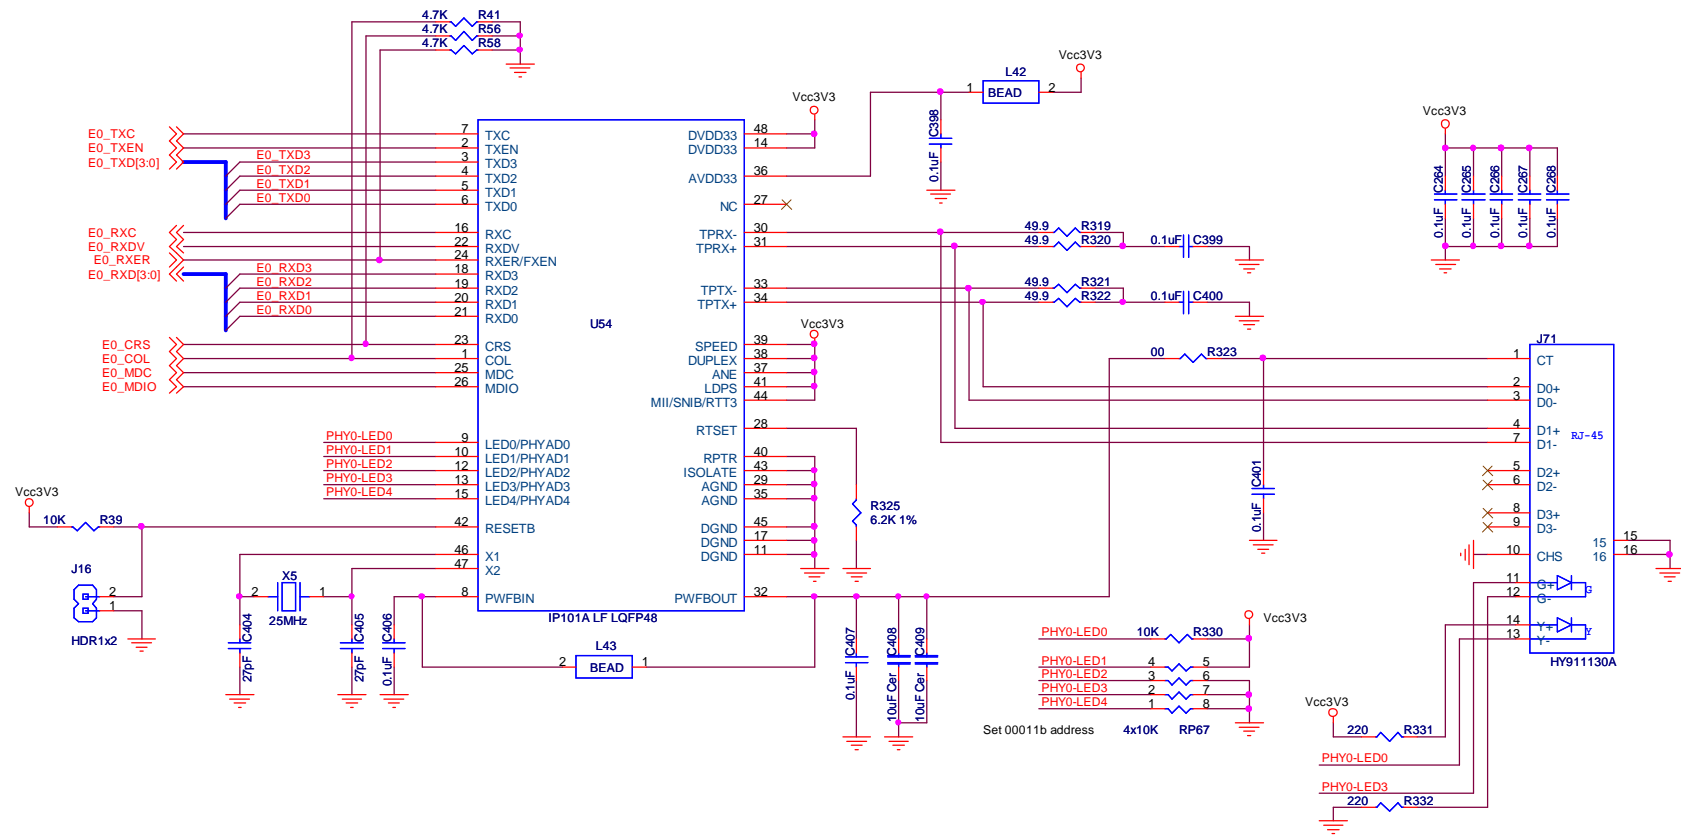 4.7K R41
4.7K R56
4.7K R58
E0_TXC
E0_TXEN
E0_TXD[3:0]
E0_TXD3
E0_TXD2
E0_TXD1
E0_TXD0
E0_RXC
E0_RXDV
E0_RXER
E0_RXD[3:0]
E0_RXD3
E0_RXD2
E0_RXD1
E0_RXD0
E0_CRS
E0_COL
E0_MDC
E0_MDIO
PHY0-LED0
PHY0-LED1
PHY0-LED2
PHY0-LED3
PHY0-LED4
Vcc3V3
10K R39
J16
2
1
HDR1x2
X5
2 1
25MHz
C404
27pF
C405
27pF
C406
0.1uF
7 TXC
2 TXEN
3 TXD3
4 TXD2
5 TXD1
6 TXD0
16 RXC
22 RXDV
24 RXER/FXEN
18 RXD3
19 RXD2
20 RXD1
21 RXD0
23 CRS
1 COL
25 MDC
26 MDIO
9 LED0/PHYAD0
10 LED1/PHYAD1
12 LED2/PHYAD2
13 LED3/PHYAD3
15 LED4/PHYAD4
42 RESETB
46 X1
47 X2
8 PWFBIN
U54
DVDD33 48
DVDD33 14
AVDD33 36
NC 27
TPRX- 30
TPRX+ 31
TPTX- 33
TPTX+ 34
SPEED 39
DUPLEX 38
ANE 37
LDPS 41
MII/SNIB/RTT3 44
RTSET 28
RPTR 40
ISOLATE 43
AGND 29
AGND 35
DGND 45
DGND 17
DGND 11
PWFBOUT 32
IP101A LF LQFP48
L43
2 BEAD 1
Vcc3V3
Vcc3V3
L42
1 BEAD 2
Vcc3V3
C398
0.1uF
49.9 R319
49.9 R320
0.1uF C399
49.9 R321
49.9 R322
0.1uF C400
00 R323
R325
6.2K 1%
C401
0.1uF
C407
0.1uF
C408
10uF Cer
C409
10uF Cer
Vcc3V3
PHY0-LED0 10K R330
PHY0-LED1 4 5
PHY0-LED2 3 6
PHY0-LED3 2 7
PHY0-LED4 1 8
Set 00011b address 4x10K RP67
Vcc3V3
C264
0.1uF
C265
0.1uF
C266
0.1uF
C267
0.1uF
C268
0.1uF
J71
1 CT
2 D0+
3 D0-
4 D1+
7 D1-
RJ-45
5 D2+
6 D2-
8 D3+
9 D3-
10 CHS
15 15
16 16
11 G+
12 G-
G
14 Y+
13 Y-
Y
HY911130A
Vcc3V3
220 R331
PHY0-LED0
PHY0-LED3
220 R332